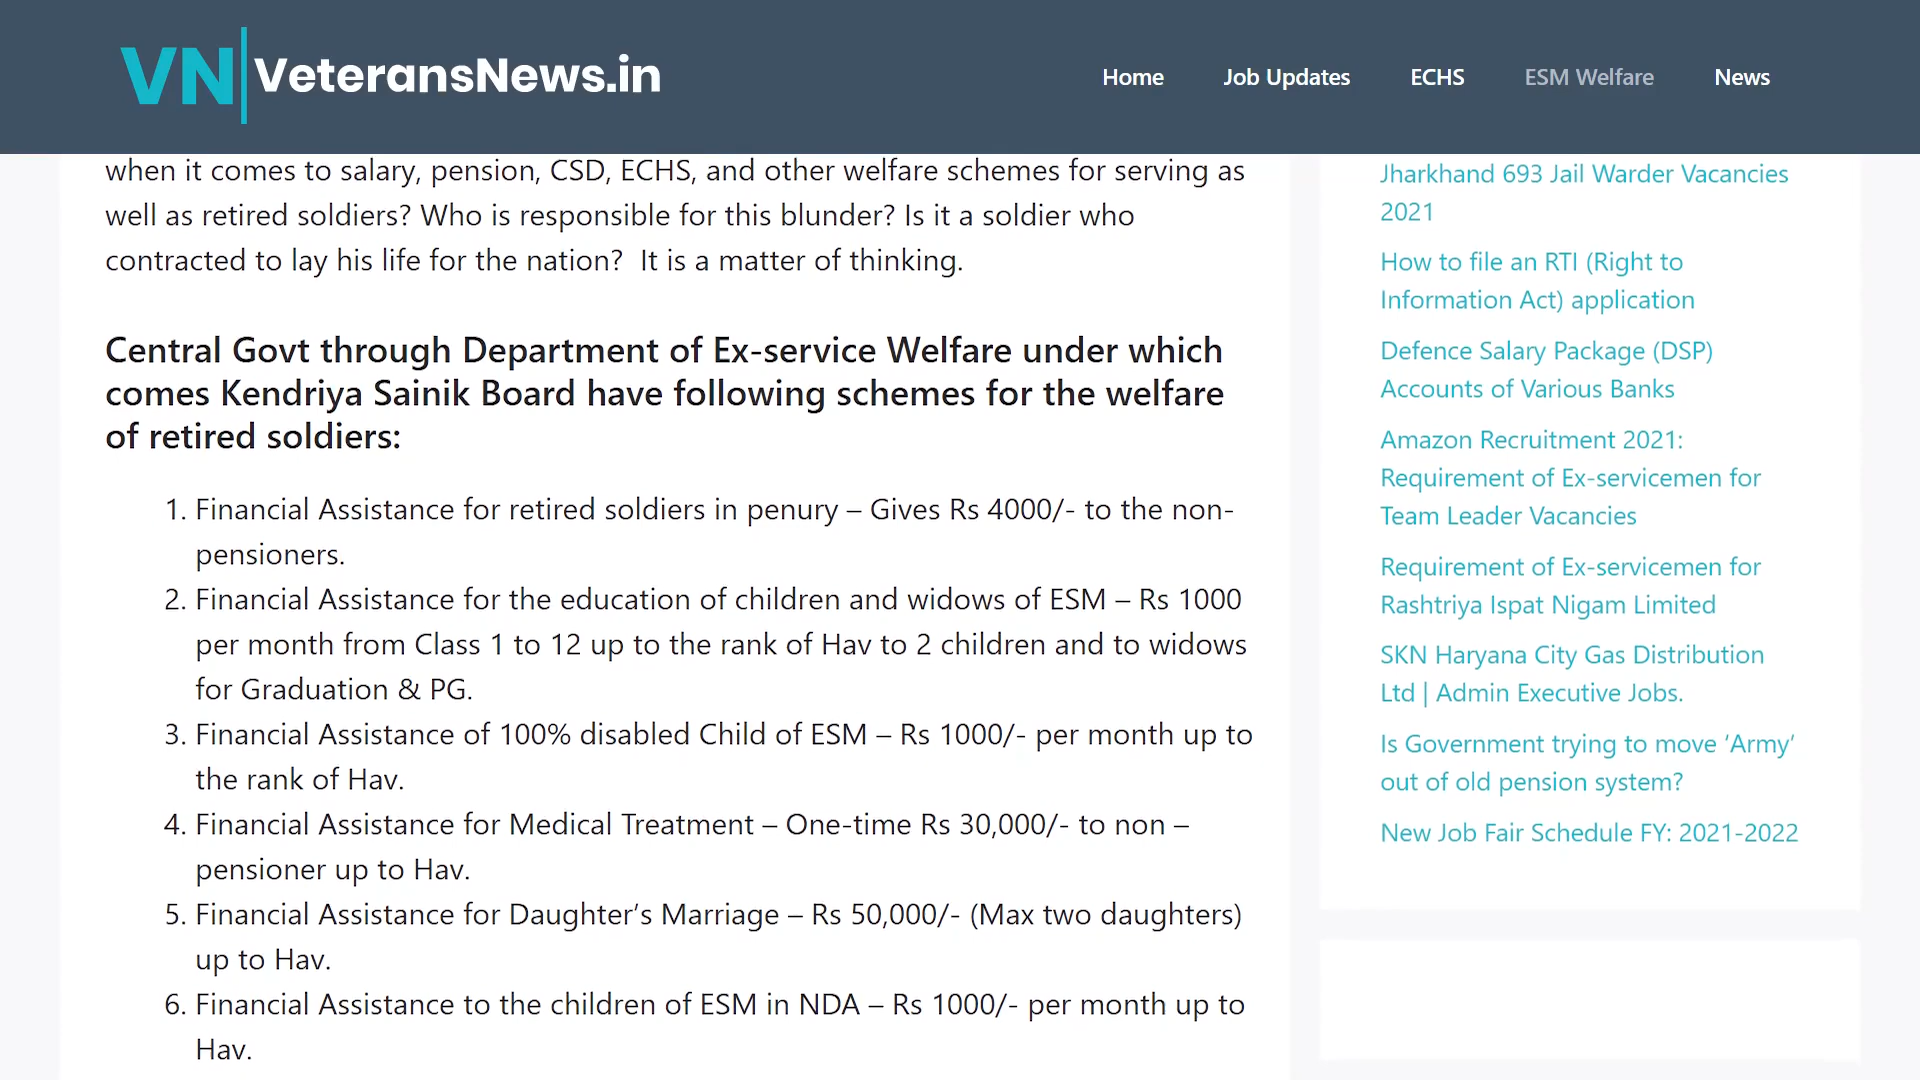 VN VeteransNews.in
Home Job Updates ECHS ESM Welfare News
when it comes to salary, pension, CSD, ECHS, and other welfare schemes for serving as
well as retired soldiers? Who is responsible for this blunder? Is it a soldier who
contracted to lay his life for the nation?  It is a matter of thinking.
Central Govt through Department of Ex-service Welfare under which
comes Kendriya Sainik Board have following schemes for the welfare
of retired soldiers:
1. Financial Assistance for retired soldiers in penury – Gives Rs 4000/- to the non-
pensioners.
2. Financial Assistance for the education of children and widows of ESM – Rs 1000
per month from Class 1 to 12 up to the rank of Hav to 2 children and to widows
for Graduation & PG.
3. Financial Assistance of 100% disabled Child of ESM – Rs 1000/- per month up to
the rank of Hav.
4. Financial Assistance for Medical Treatment – One-time Rs 30,000/- to non –
pensioner up to Hav.
5. Financial Assistance for Daughter’s Marriage – Rs 50,000/- (Max two daughters)
up to Hav.
6. Financial Assistance to the children of ESM in NDA – Rs 1000/- per month up to
Hav.
Jharkhand 693 Jail Warder Vacancies
2021
How to file an RTI (Right to
Information Act) application
Defence Salary Package (DSP)
Accounts of Various Banks
Amazon Recruitment 2021:
Requirement of Ex-servicemen for
Team Leader Vacancies
Requirement of Ex-servicemen for
Rashtriya Ispat Nigam Limited
SKN Haryana City Gas Distribution
Ltd | Admin Executive Jobs.
Is Government trying to move ‘Army’
out of old pension system?
New Job Fair Schedule FY: 2021-2022